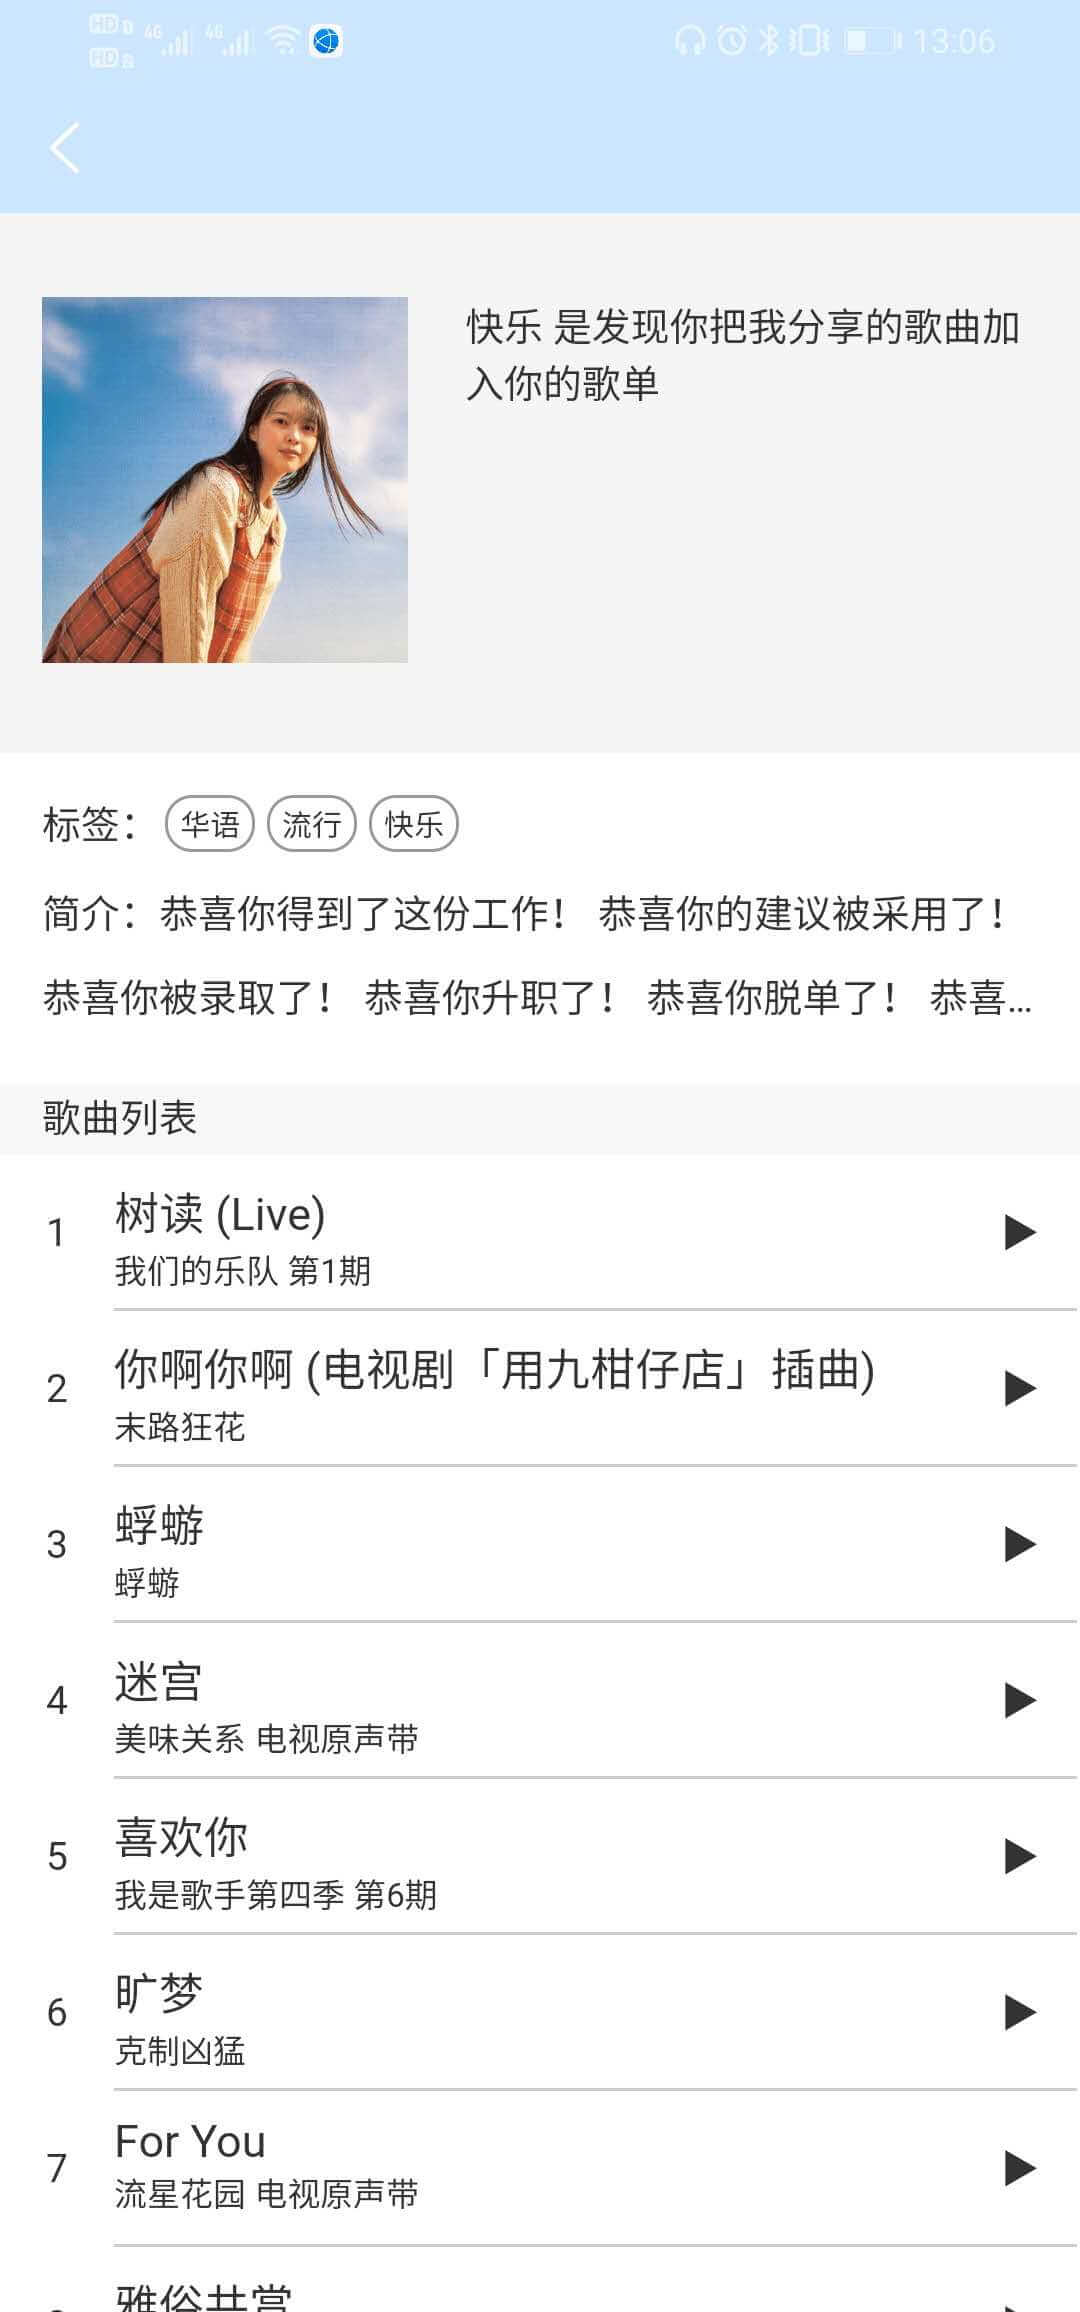 HD 1 4G 4G 13:06
HD 2
快乐 是发现你把我分享的歌曲加
入你的歌单
标签： 华语 流行 快乐
简介：恭喜你得到了这份工作！ 恭喜你的建议被采用了！
恭喜你被录取了！ 恭喜你升职了！ 恭喜你脱单了！ 恭喜...
歌曲列表
1 树读 (Live)
我们的乐队 第1期
2 你啊你啊 (电视剧「用九柑仔店」插曲)
末路狂花
3 蜉蝣
蜉蝣
4 迷宫
美味关系 电视原声带
5 喜欢你
我是歌手第四季 第6期
6 旷梦
克制凶猛
7 For You
流星花园 电视原声带
雅俗共赏